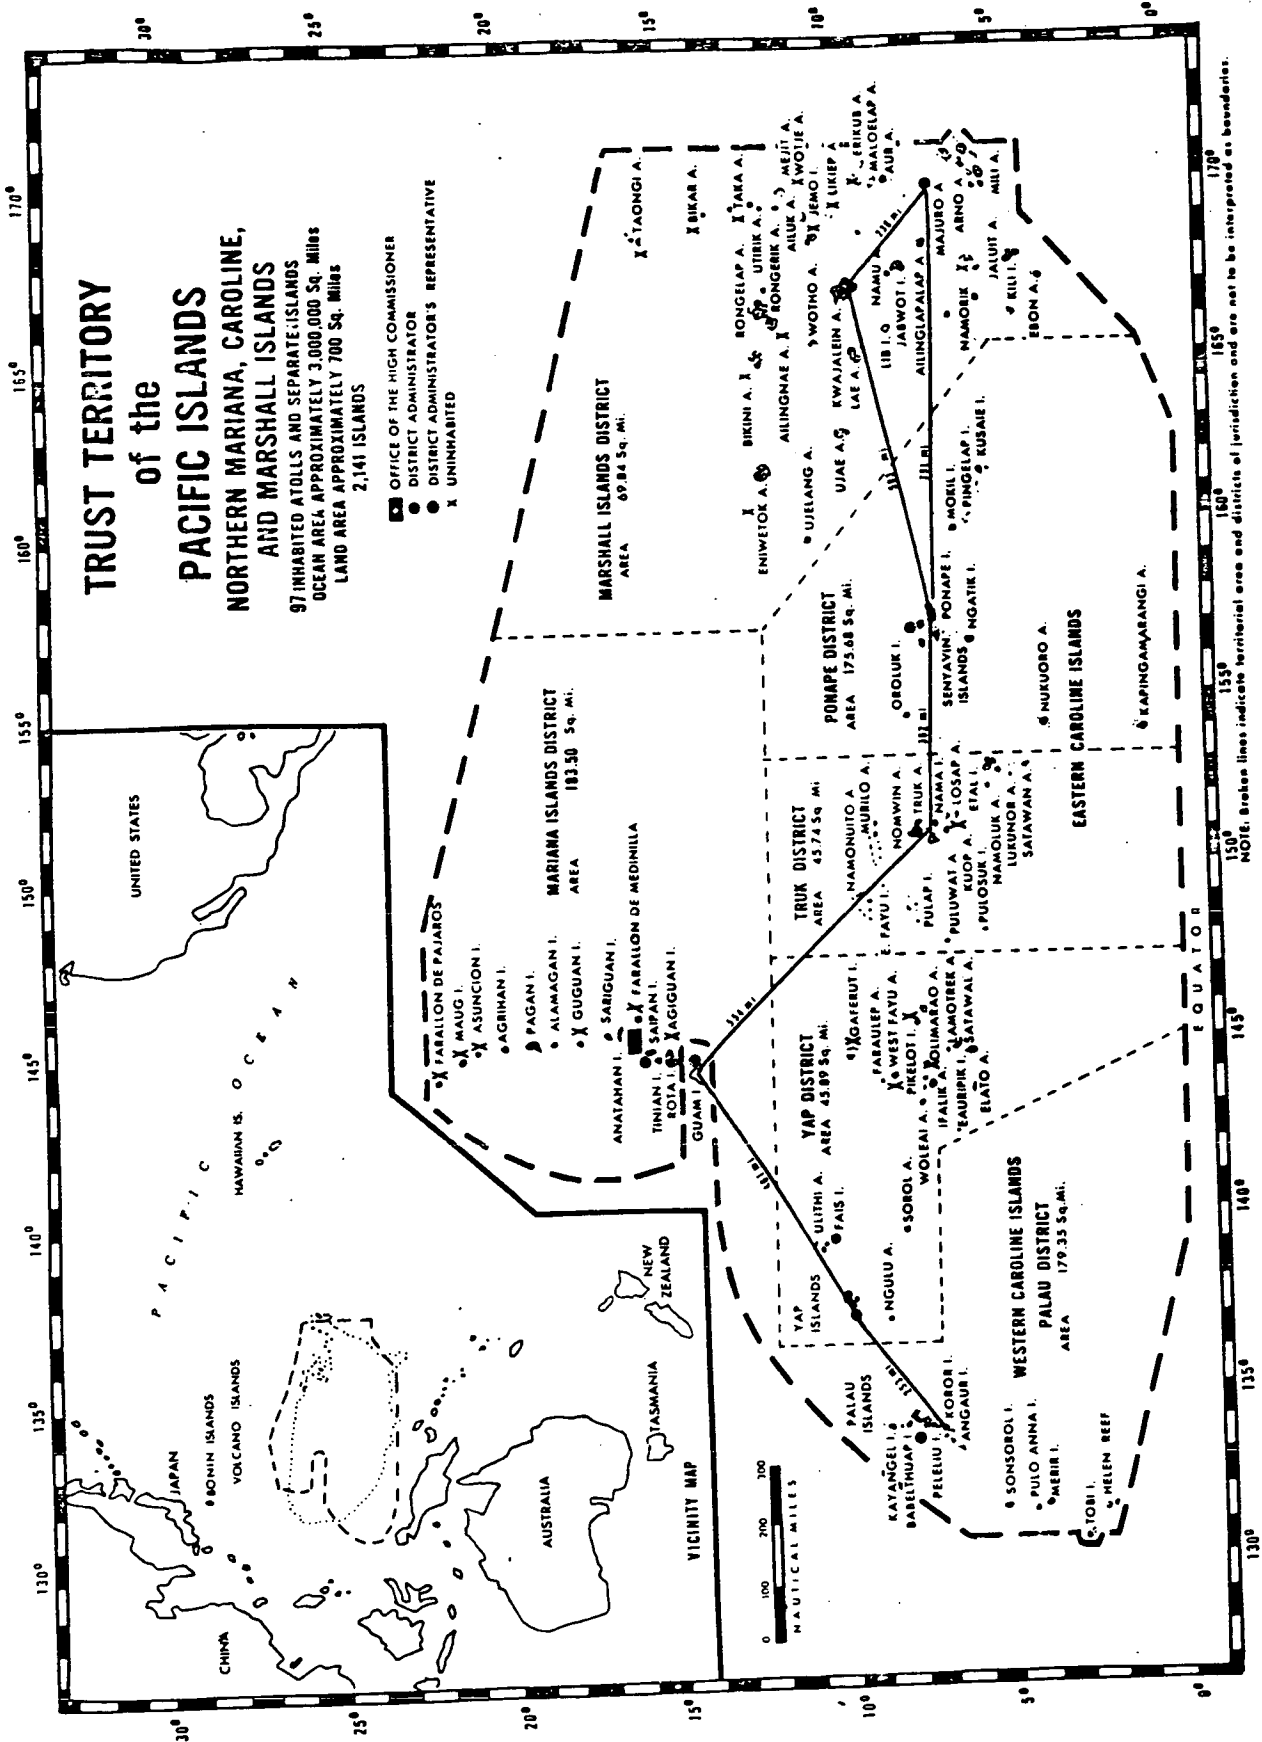 TRUST TERRITORY
of the
PACIFIC ISLANDS
NORTHERN MARIANA, CAROLINE,
AND MARSHALL ISLANDS
97 INHABITED ATOLLS AND SEPARATE ISLANDS
OCEAN AREA APPROXIMATELY 3,000,000 Sq. Miles
LAND AREA APPROXIMATELY 700 Sq. Miles
2,141 ISLANDS
OFFICE OF THE HIGH COMMISSIONER
DISTRICT ADMINISTRATOR
DISTRICT ADMINISTRATOR'S REPRESENTATIVE
X UNINHABITED
130° 135° 140° 145° 150° 155° 160° 165° 170°
30° 25° 20° 15° 10° 5° 0°
CHINA
JAPAN
BONIN ISLANDS
VOLCANO ISLANDS
PACIFIC OCEAN
HAWAIIAN IS.
UNITED STATES
AUSTRALIA
TASMANIA
NEW
ZEALAND
VICINITY MAP
0 100 200 300
NAUTICAL MILES
MARIANA ISLANDS DISTRICT
AREA 183.50 Sq. Mi.
X FARALLON DE PAJAROS
X MAUG I.
X ASUNCION I.
AGRIHAN I.
PAGAN I.
ALAMAGAN I.
X GUGUAN I.
SARIGUAN I.
ANATAHAN I.
X FARALLON DE MEDINILLA
SAIPAN I.
TINIAN I.
X AGIGUAN I.
ROTA I.
GUAM I.
MARSHALL ISLANDS DISTRICT
AREA 69.84 Sq. Mi.
X TAONGI A.
X BIKAR A.
X TAKA A.
UTIRIK A.
RONGELAP A.
X RONGERIK A.
BIKINI A. X
AILINGNAE A. X
ENIWETOK A. X
MEJIT A.
AILUK A.
WOTJE A.
X JEMO I.
LIKIEP A
X ERIKUB A.
MALOELAP A.
AUR A.
WOTHO A.
UJELANG A.
UJAE A.
KWAJALEIN A.
LAE A.
LIB I.
NAMU A.
JABWOT I.
AILINGLAPALAP A.
MAJURO A
ARNO A
MILI A.
JALUIT A.
NAMORIK
KILI I.
EBON A.
238 mi
PONAPE DISTRICT
AREA 175.68 Sq. Mi.
OROLUK I.
SENYAVIN
ISLANDS
PONAPE I.
NGATIK I.
MOKIL I.
PINGELAP I.
KUSAIE I.
NUKUORO A.
KAPINGAMARANGI A.
EASTERN CAROLINE ISLANDS
TRUK DISTRICT
AREA 45.74 Sq Mi
NAMONUITO A
MURILO A.
NOMWIN A.
TRUK A.
E. FAYU I.
PULAP I.
PULUWAT A
PULOSUK I.
NAMA I.
X LOSAP A.
KUOP A.
ETAL I.
NAMOLUK A.
LUKUNOR A.
SATAWAN A.
YAP DISTRICT
AREA 45.89 Sq. Mi.
YAP
ISLANDS
ULITHI A.
FAIS I.
NGULU A.
SOROL A.
X GAFERUT I.
FARAULEP A.
X WEST FAYU A.
PIKELOT I. X
X OLIMARAO A.
WOLEAI A.
IFALIK A.
LAMOTREK A.
EAURIPIK I.
SATAWAL A.
ELATO A.
WESTERN CAROLINE ISLANDS
PALAU DISTRICT
AREA 179.35 Sq. Mi.
PALAU
ISLANDS
KAYANGEL I.
BABELTHUAP I.
KOROR I.
PELELIU I.
ANGAUR I.
SONSOROL I.
PULO ANNA I.
MERIR I.
TOBI I.
HELEN REEF
EQUATOR
NOTE: Broken lines indicate territorial area and districts of jurisdiction and are not to be interpreted as boundaries.